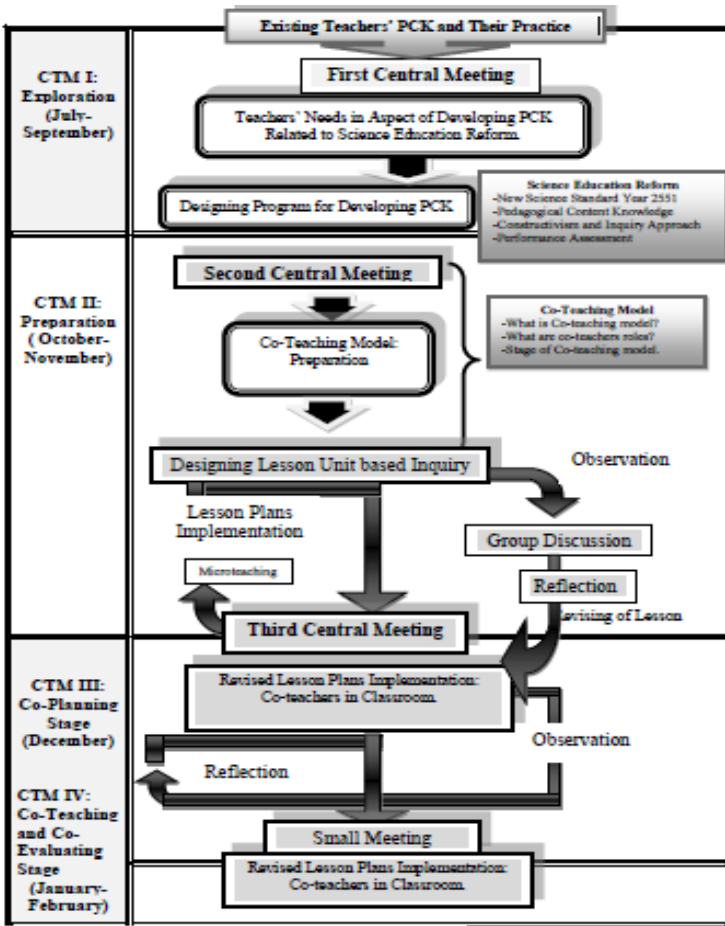 Existing Teachers' PCK and Their Practice
CTM I:
Exploration
(July-
September)
First Central Meeting
Teachers' Needs in Aspect of Developing PCK
Related to Science Education Reform.
Designing Program for Developing PCK
Science Education Reform
-New Science Standard Year 2551
-Pedagogical Content Knowledge
-Constructivism and Inquiry Approach
-Performance Assessment
CTM II:
Preparation
( October-
November)
Second Central Meeting
Co-Teaching Model:
Preparation
Co-Teaching Model
-What is Co-teaching model?
-What are co-teachers roles?
-Stage of Co-teaching model.
Designing Lesson Unit based Inquiry
Observation
Lesson Plans
Implementation
Group Discussion
Microteaching
Reflection
evising of Lesson
Third Central Meeting
CTM III:
Co-Planning
Stage
(December)
Revised Lesson Plans Implementation:
Co-teachers in Classroom.
Observation
Reflection
CTM IV:
Co-Teaching
and Co-
Evaluating
Stage
(January-
February)
Small Meeting
Revised Lesson Plans Implementation:
Co-teachers in Classroom.